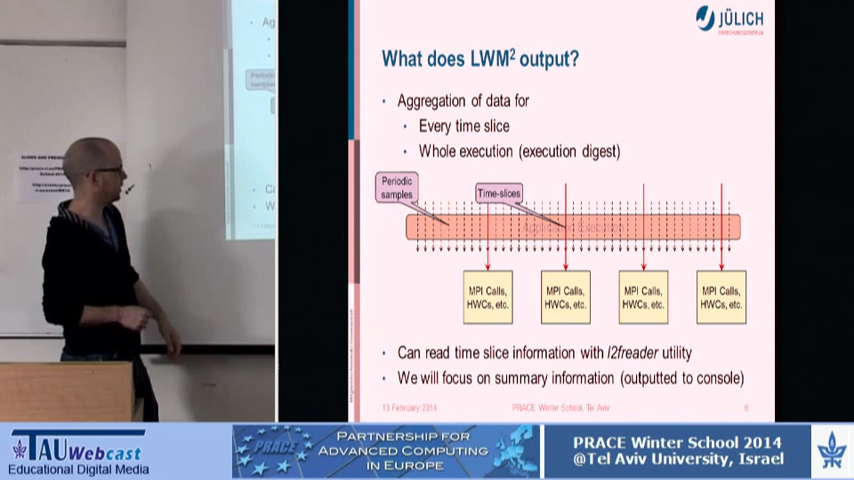 JÜLICH
FORSCHUNGSZENTRUM
What does LWM² output?
• Aggregation of data for
• Every time slice
• Whole execution (execution digest)
Periodic
samples
Time-slices
MPI Calls,
HWCs, etc.
MPI Calls,
HWCs, etc.
MPI Calls,
HWCs, etc.
MPI Calls,
HWCs, etc.
• Can read time slice information with l2freader utility
• We will focus on summary information (outputted to console)
13 February 2014
PRACE Winter School, Tel Aviv
6
TAU Webcast
Educational Digital Media
PRACE
PARTNERSHIP FOR
ADVANCED COMPUTING
IN EUROPE
PRACE Winter School 2014
@Tel Aviv University, Israel